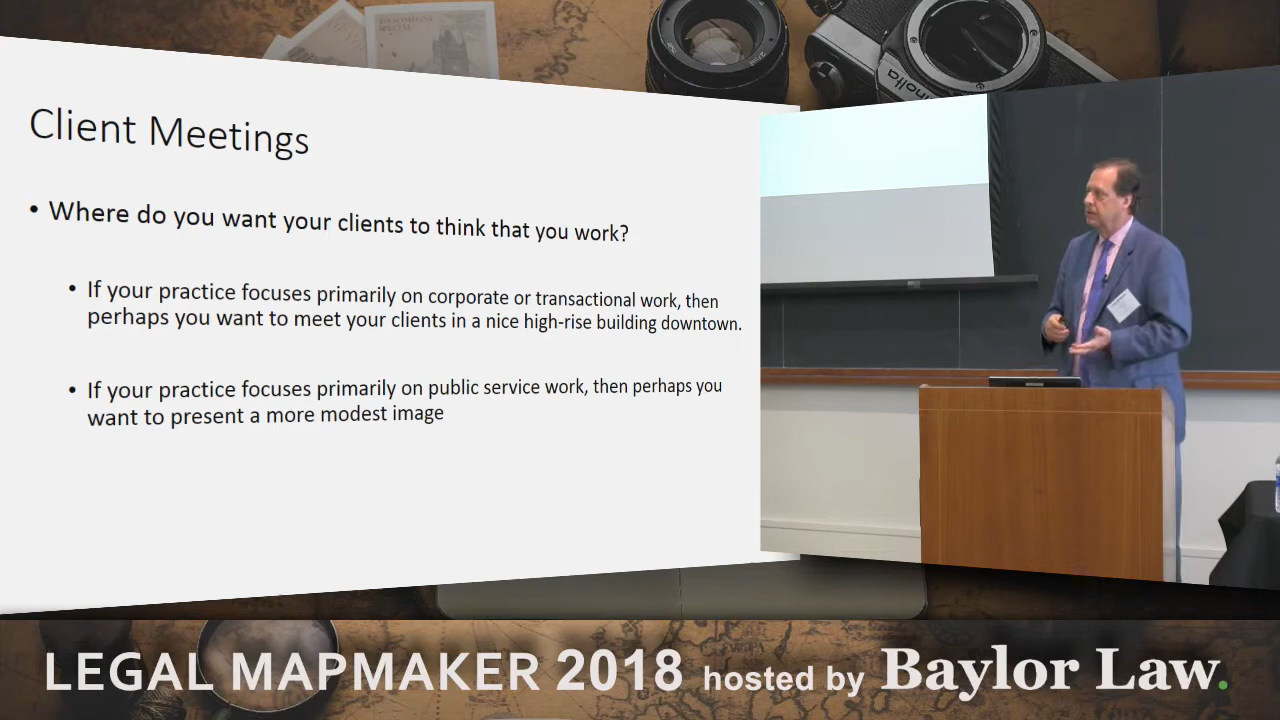 Minolta
Client Meetings
• Where do you want your clients to think that you work?
• If your practice focuses primarily on corporate or transactional work, then
perhaps you want to meet your clients in a nice high-rise building downtown.
• If your practice focuses primarily on public service work, then perhaps you
want to present a more modest image
LEGAL MAPMAKER 2018 hosted by Baylor Law.